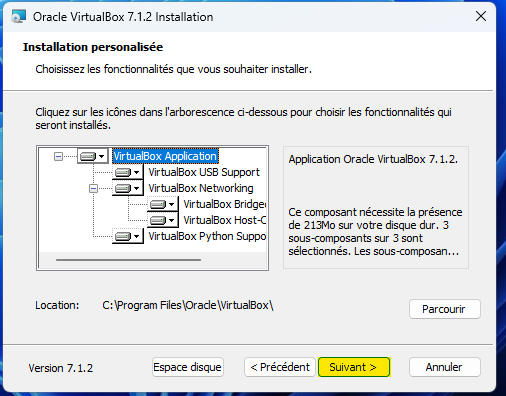 Oracle VirtualBox 7.1.2 Installation
Installation personalisée
Choisissez les fonctionnalités que vous souhaiter installer.
Cliquez sur les icônes dans l'arborescence ci-dessous pour choisir les fonctionnalités qui
seront installés.
VirtualBox Application
VirtualBox USB Support
VirtualBox Networking
VirtualBox Bridge
VirtualBox Host-C
VirtualBox Python Suppo
Application Oracle VirtualBox 7.1.2.
Ce composant nécessite la présence
de 213Mo sur votre disque dur. 3
sous-composants sur 3 sont
sélectionnés. Les sous-composan...
Location: C:\Program Files\Oracle\VirtualBox\
Parcourir
Version 7.1.2
Espace disque
< Précédent
Suivant >
Annuler